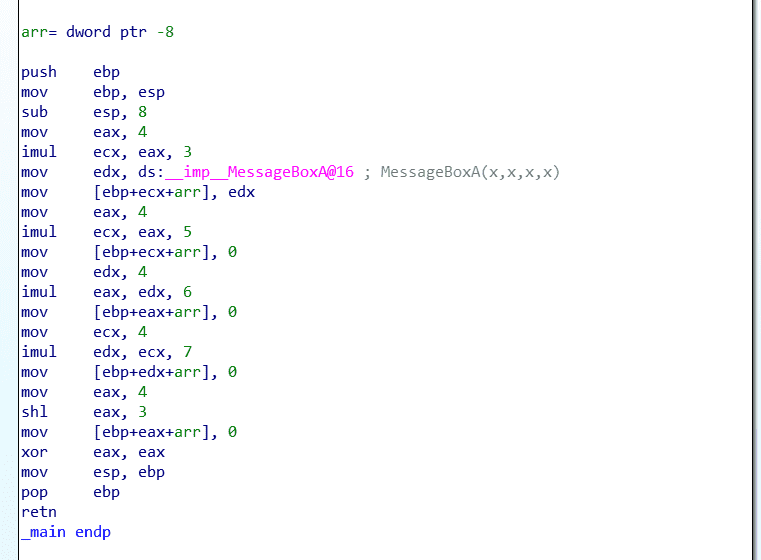 arr= dword ptr -8
push ebp
mov ebp, esp
sub esp, 8
mov eax, 4
imul ecx, eax, 3
mov edx, ds:__imp__MessageBoxA@16 ; MessageBoxA(x,x,x,x)
mov [ebp+ecx+arr], edx
mov eax, 4
imul ecx, eax, 5
mov [ebp+ecx+arr], 0
mov edx, 4
imul eax, edx, 6
mov [ebp+eax+arr], 0
mov ecx, 4
imul edx, ecx, 7
mov [ebp+edx+arr], 0
mov eax, 4
shl eax, 3
mov [ebp+eax+arr], 0
xor eax, eax
mov esp, ebp
pop ebp
retn
_main endp